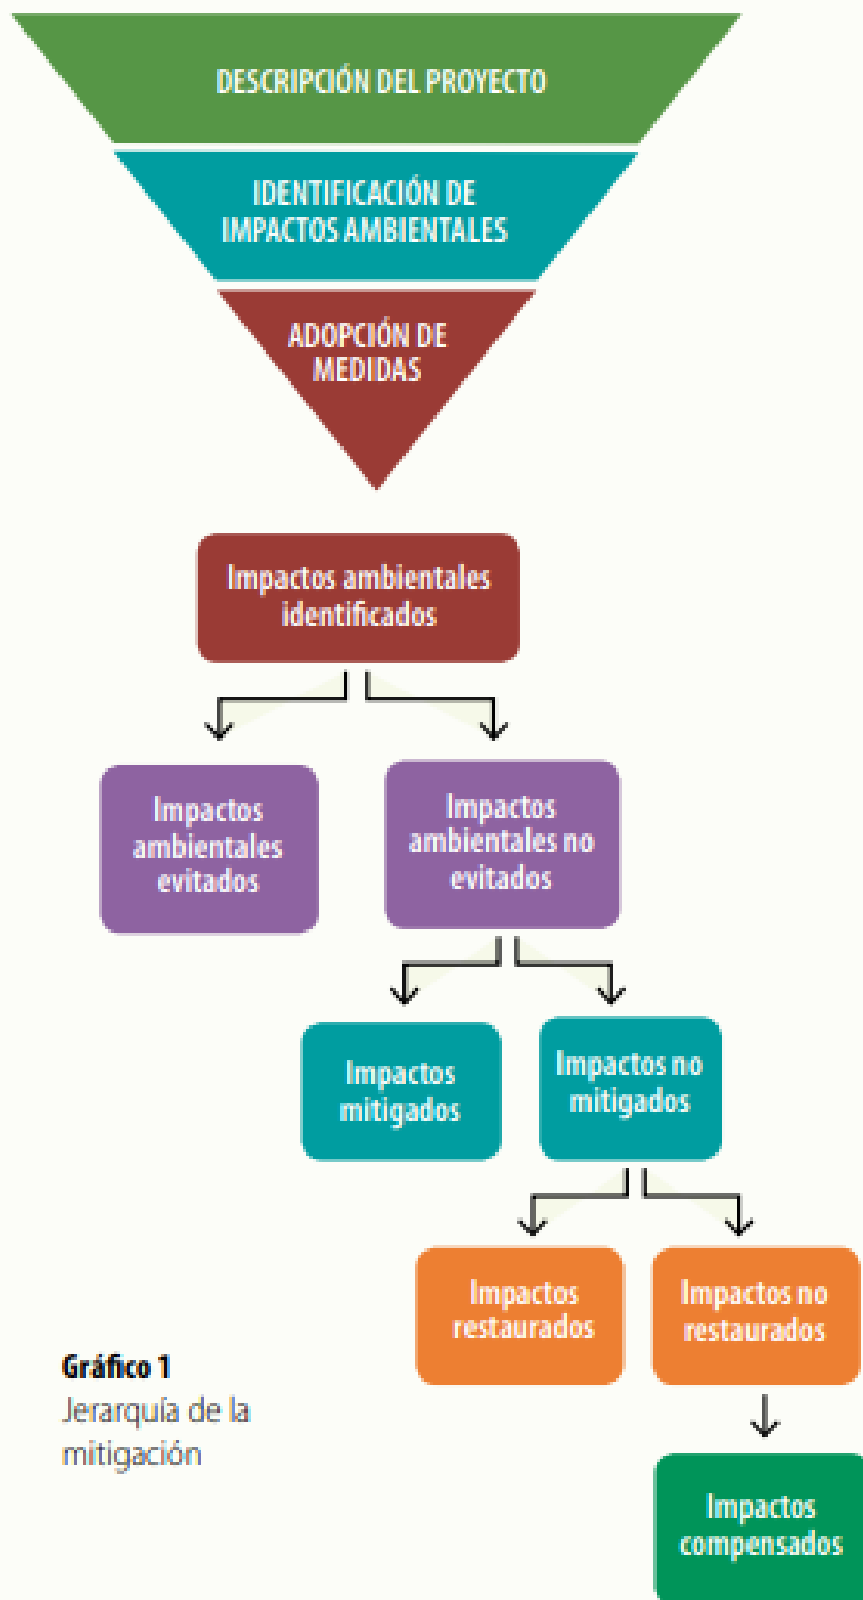 DESCRIPCIÓN DEL PROYECTO
IDENTIFICACIÓN DE
IMPACTOS AMBIENTALES
ADOPCIÓN DE
MEDIDAS
Impactos ambientales
identificados
Impactos
ambientales
evitados
Impactos
ambientales no
evitados
Impactos
mitigados
Impactos no
mitigados
Impactos
restaurados
Impactos no
restaurados
Gráfico 1
Jerarquía de la
mitigación
Impactos
compensados